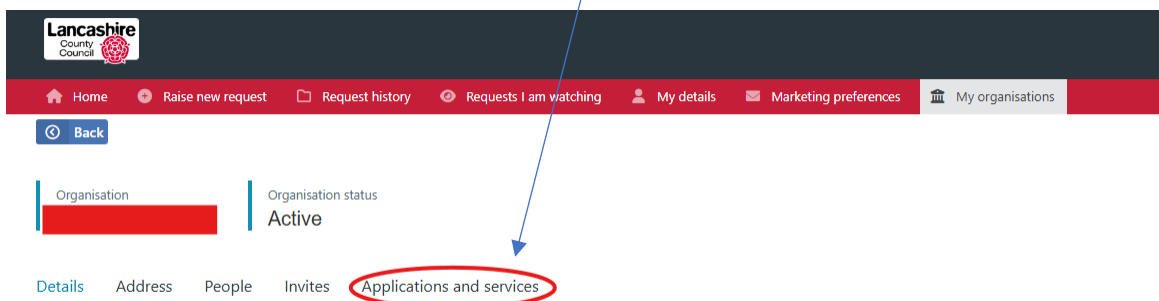 Lancashire
County
Council
Home Raise new request Request history Requests I am watching My details Marketing preferences My organisations
Back
Organisation Organisation status
Active
Details Address People Invites Applications and services